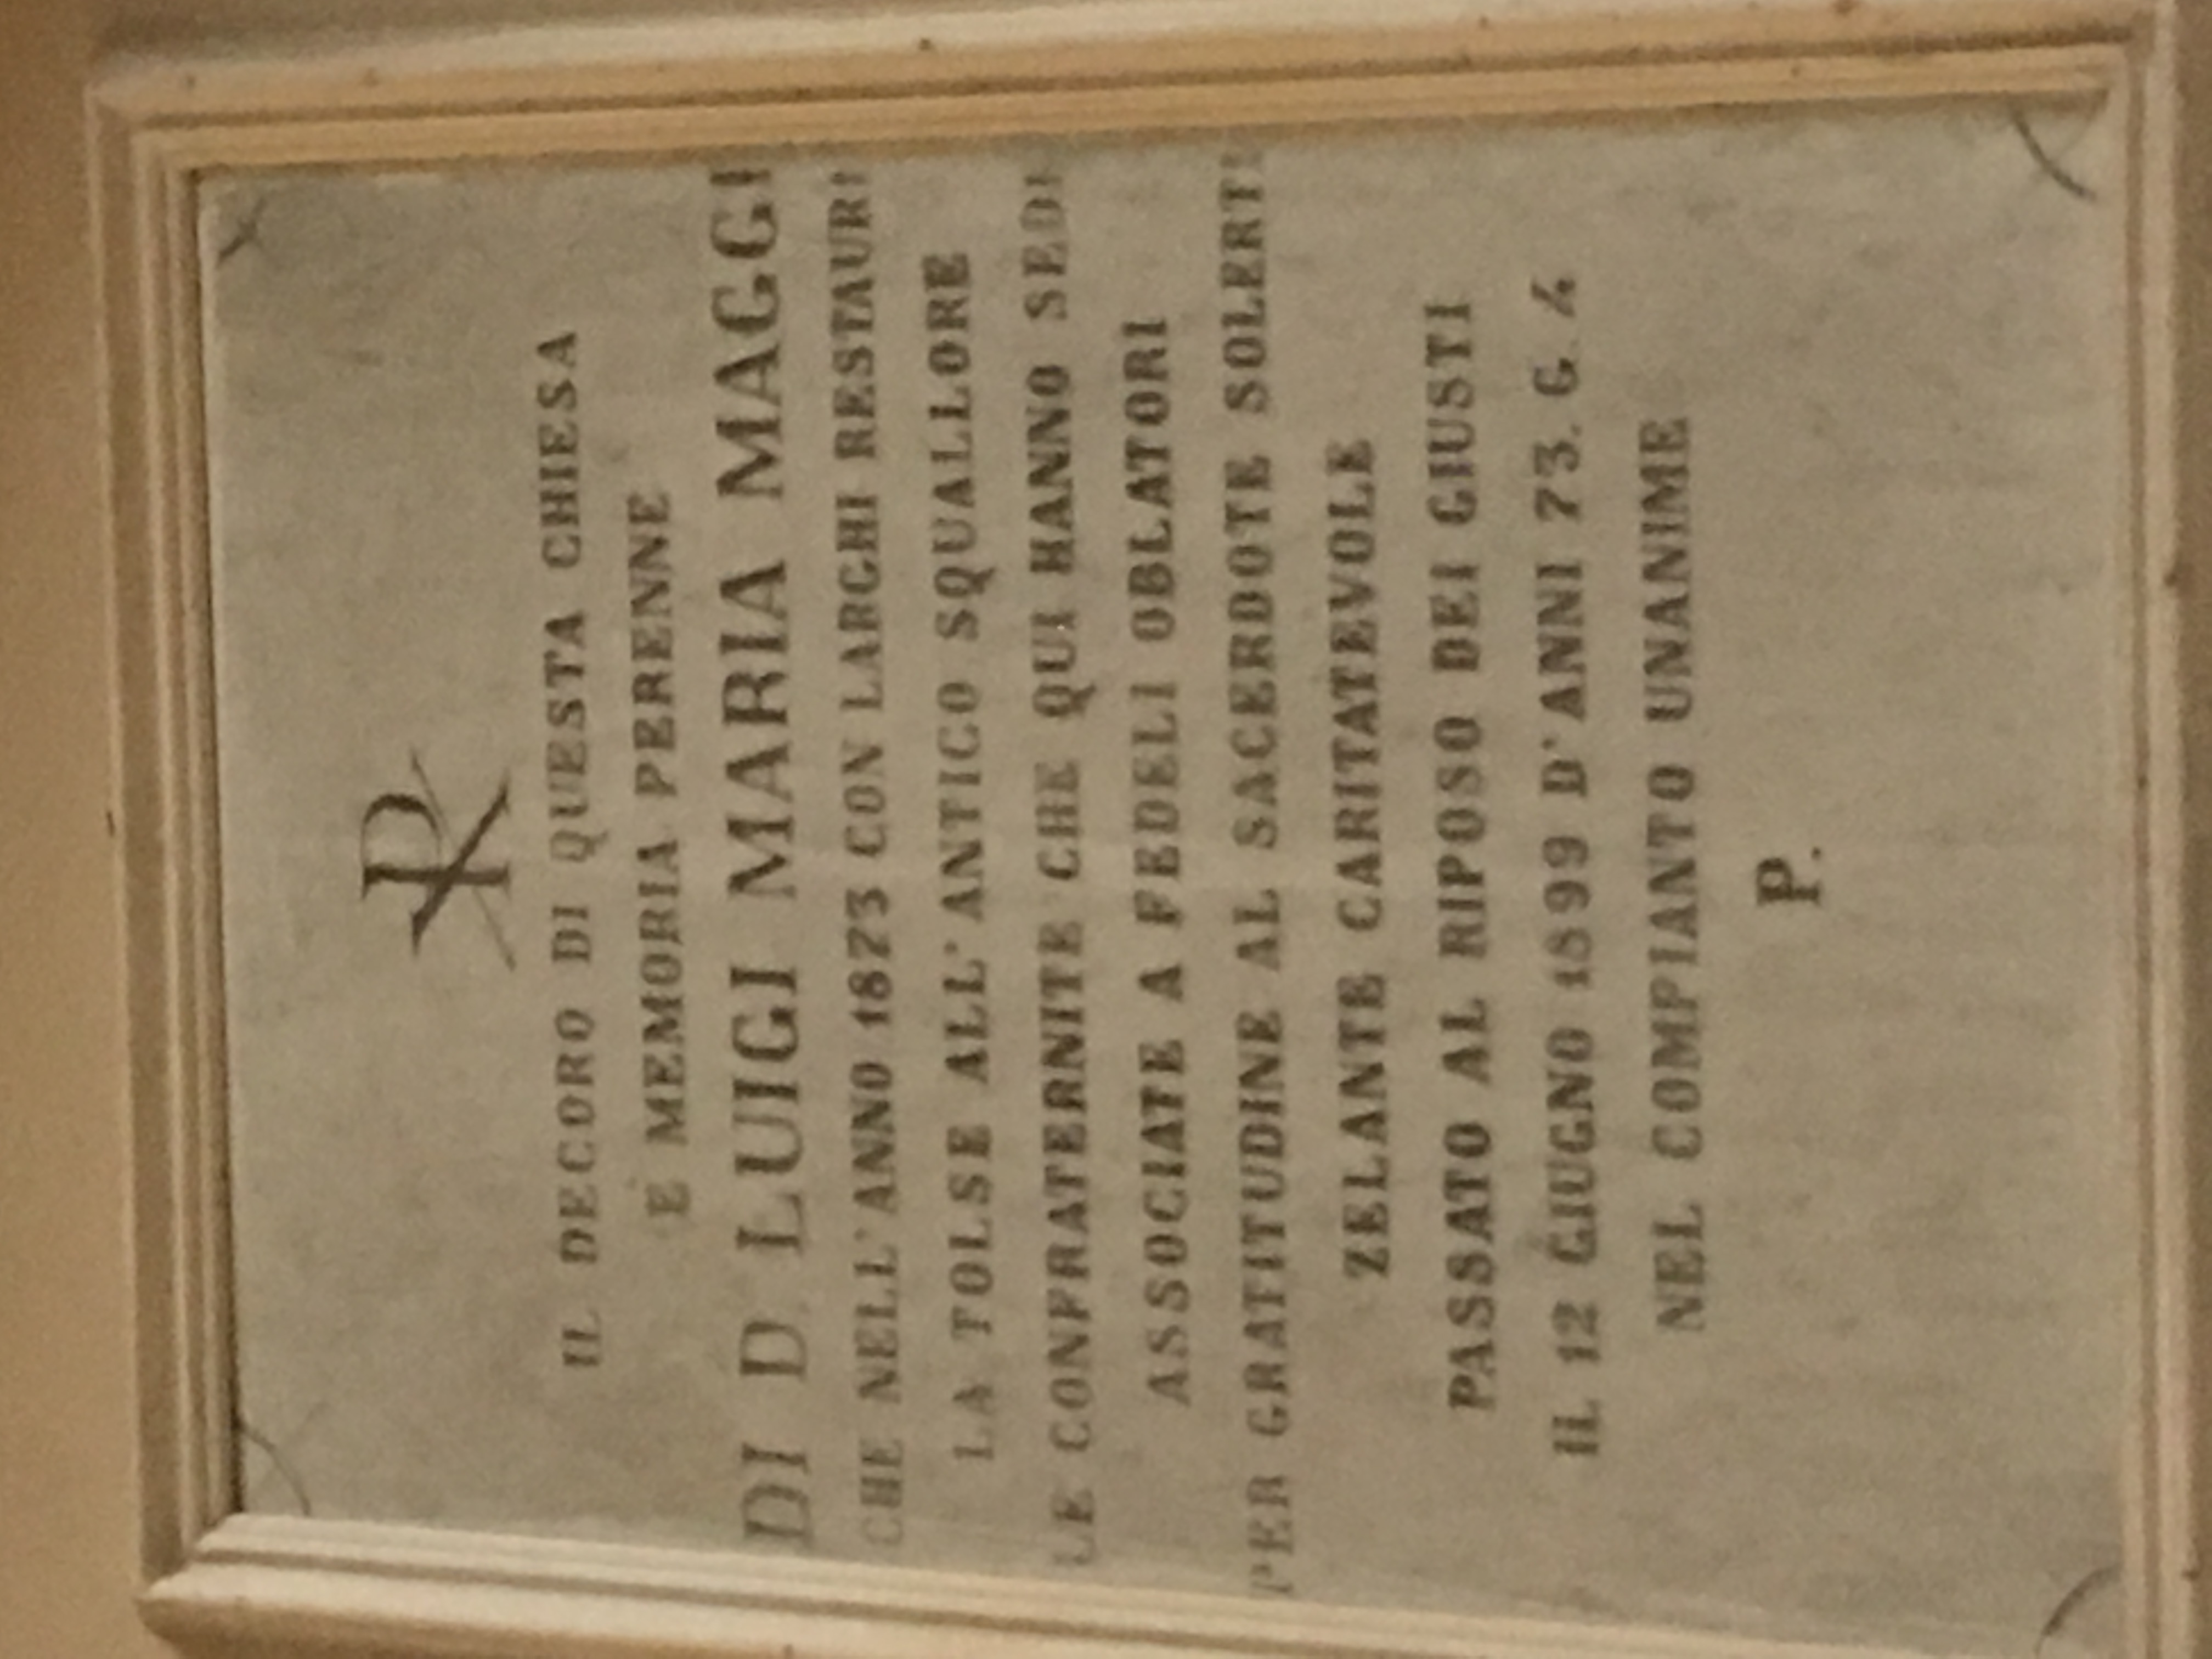 ☧
IL DECORO DI QUESTA CHIESA
È MEMORIA PERENNE
DI D. LUIGI MARIA MAGGI
CHE NELL'ANNO 1873 CON LARGHI RESTAURI
LA TOLSE ALL'ANTICO SQUALLORE
LE CONFRATERNITE CHE QUI HANNO SEDE
ASSOCIATE A FEDELI OBLATORI
PER GRATITUDINE AL SACERDOTE SOLERTE
ZELANTE CARITATEVOLE
PASSATO AL RIPOSO DEI GIUSTI
IL 12 GIUGNO 1899 D'ANNI 73. G. 4
NEL COMPIANTO UNANIME
P.